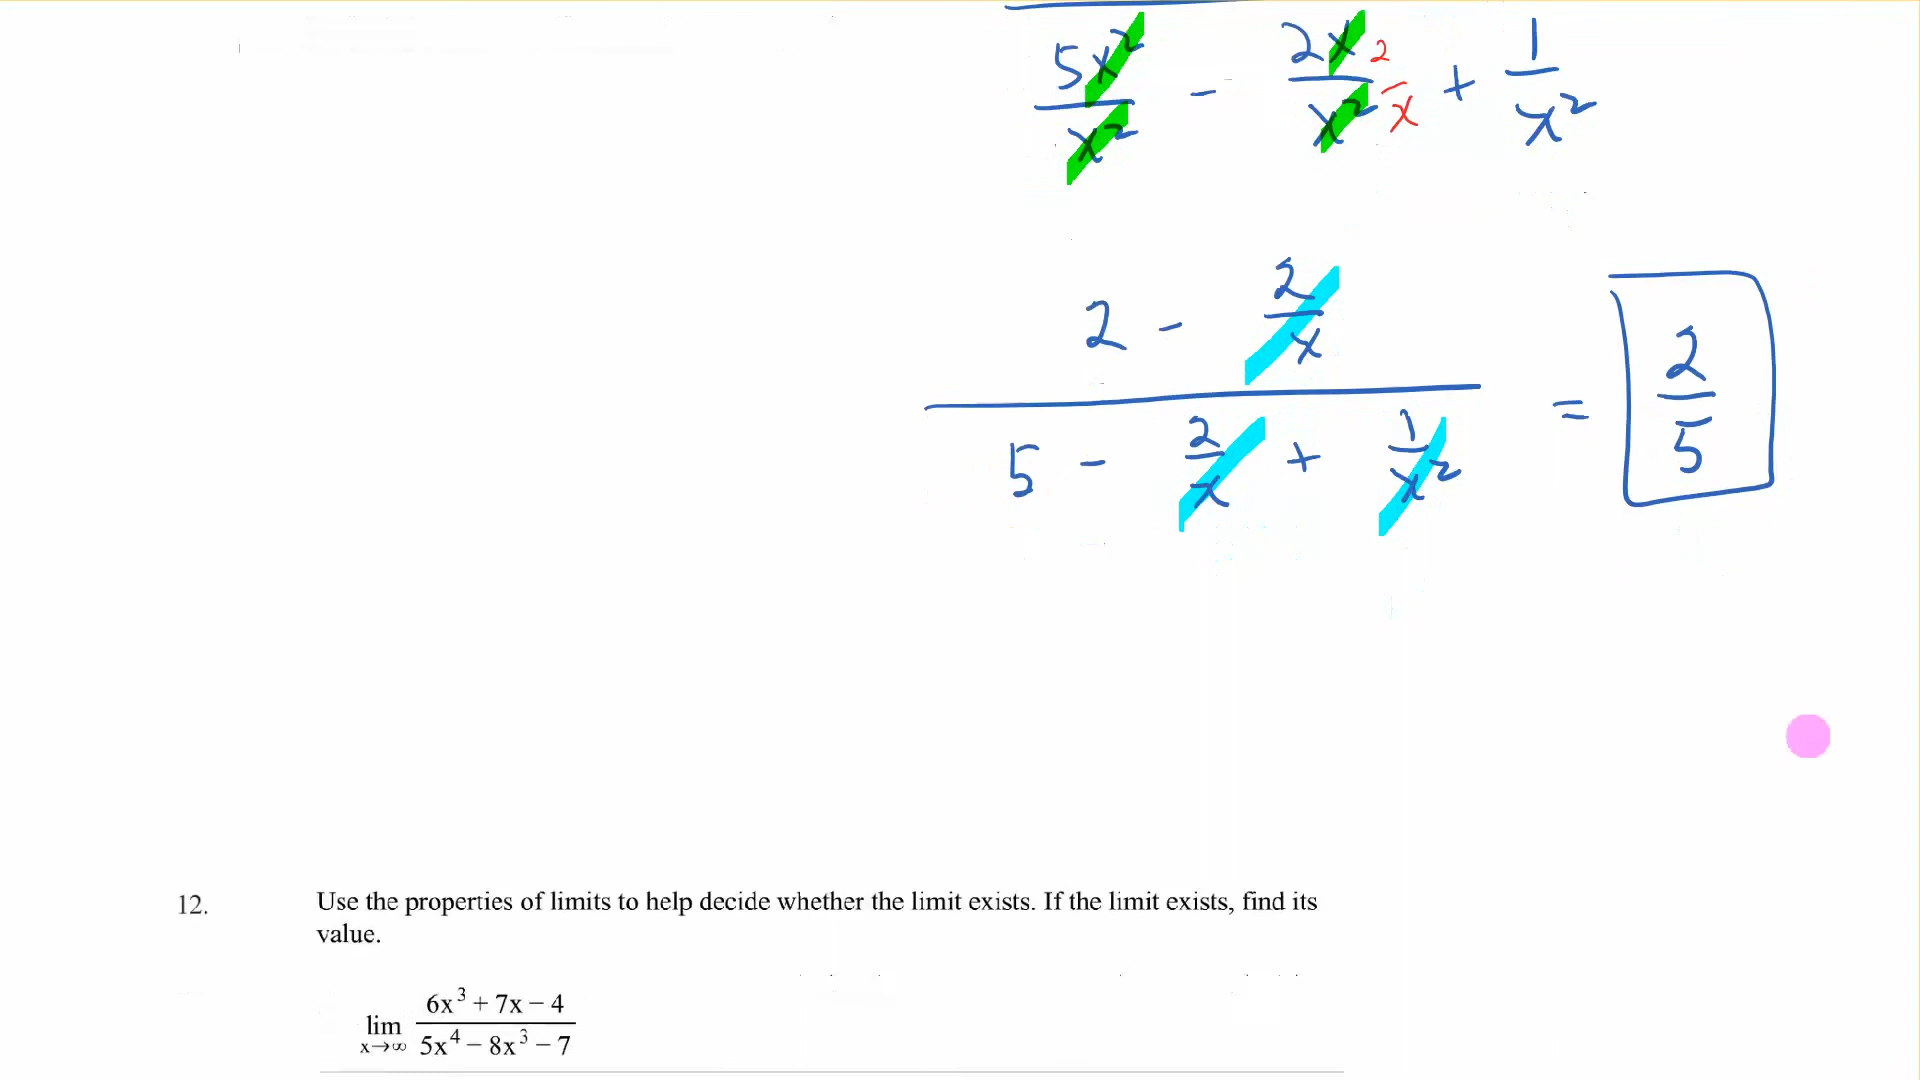 5x²/x² - 2x/x² 2/x + 1/x²
2 - 2/x
5 - 2/x + 1/x²
= 2/5
12. Use the properties of limits to help decide whether the limit exists. If the limit exists, find its
value.
lim x→∞ (6x³ + 7x − 4)/(5x⁴ − 8x³ − 7)